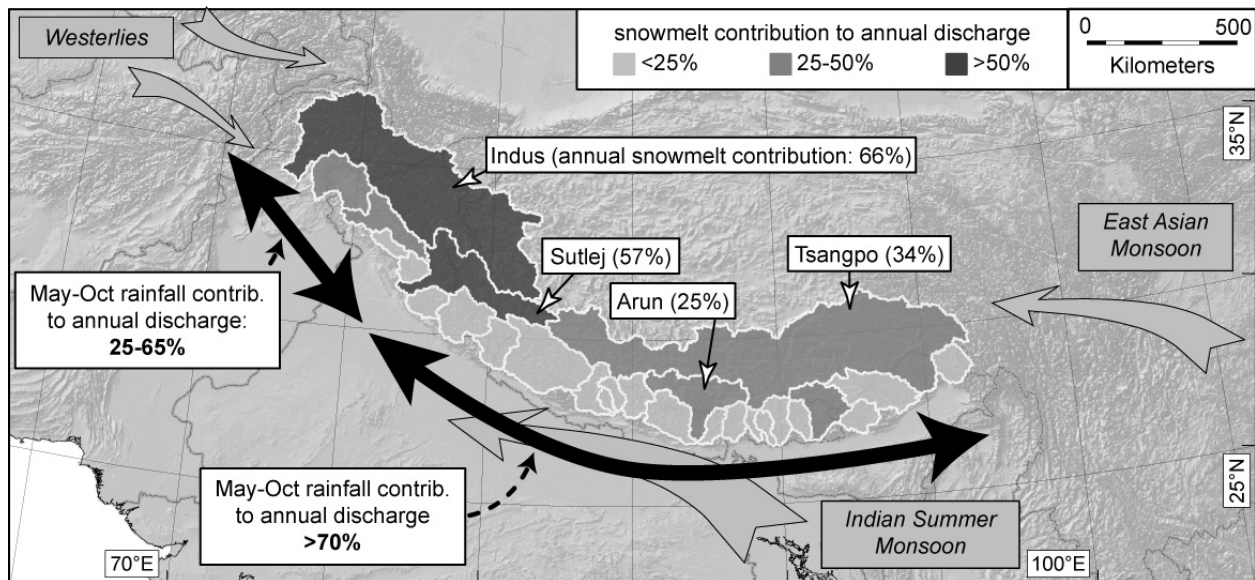 Westerlies
snowmelt contribution to annual discharge
<25%
25-50%
>50%
0
500
Kilometers
35°N
Indus (annual snowmelt contribution: 66%)
East Asian
Monsoon
Sutlej (57%)
Tsangpo (34%)
Arun (25%)
May-Oct rainfall contrib.
to annual discharge:
25-65%
May-Oct rainfall contrib.
to annual discharge
>70%
25°N
Indian Summer
Monsoon
70°E
100°E